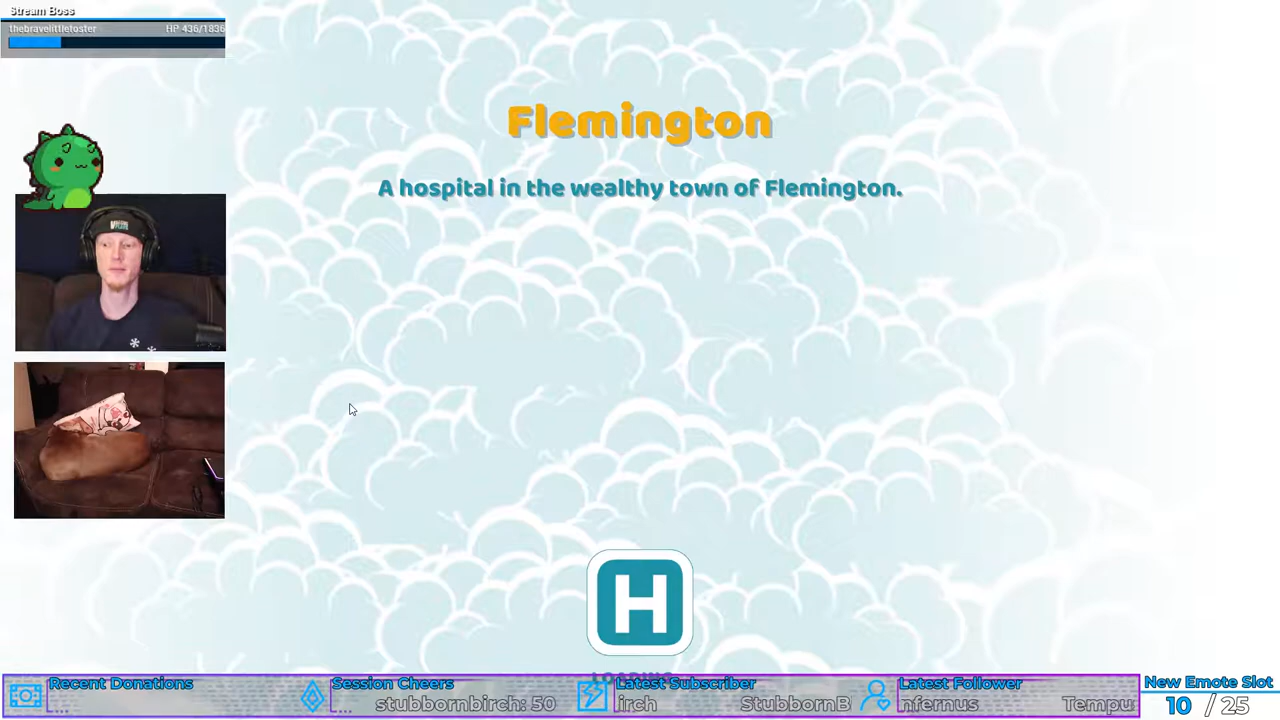 Stream Boss
thebravelittletoster HP 436/1836
Flemington
A hospital in the wealthy town of Flemington.
H
Recent Donations
...
Session Cheers
... stubbornbirch: 50
Latest Subscriber
irch StubbornB
Latest Follower
nfernus Tempu
New Emote Slot
10 / 25